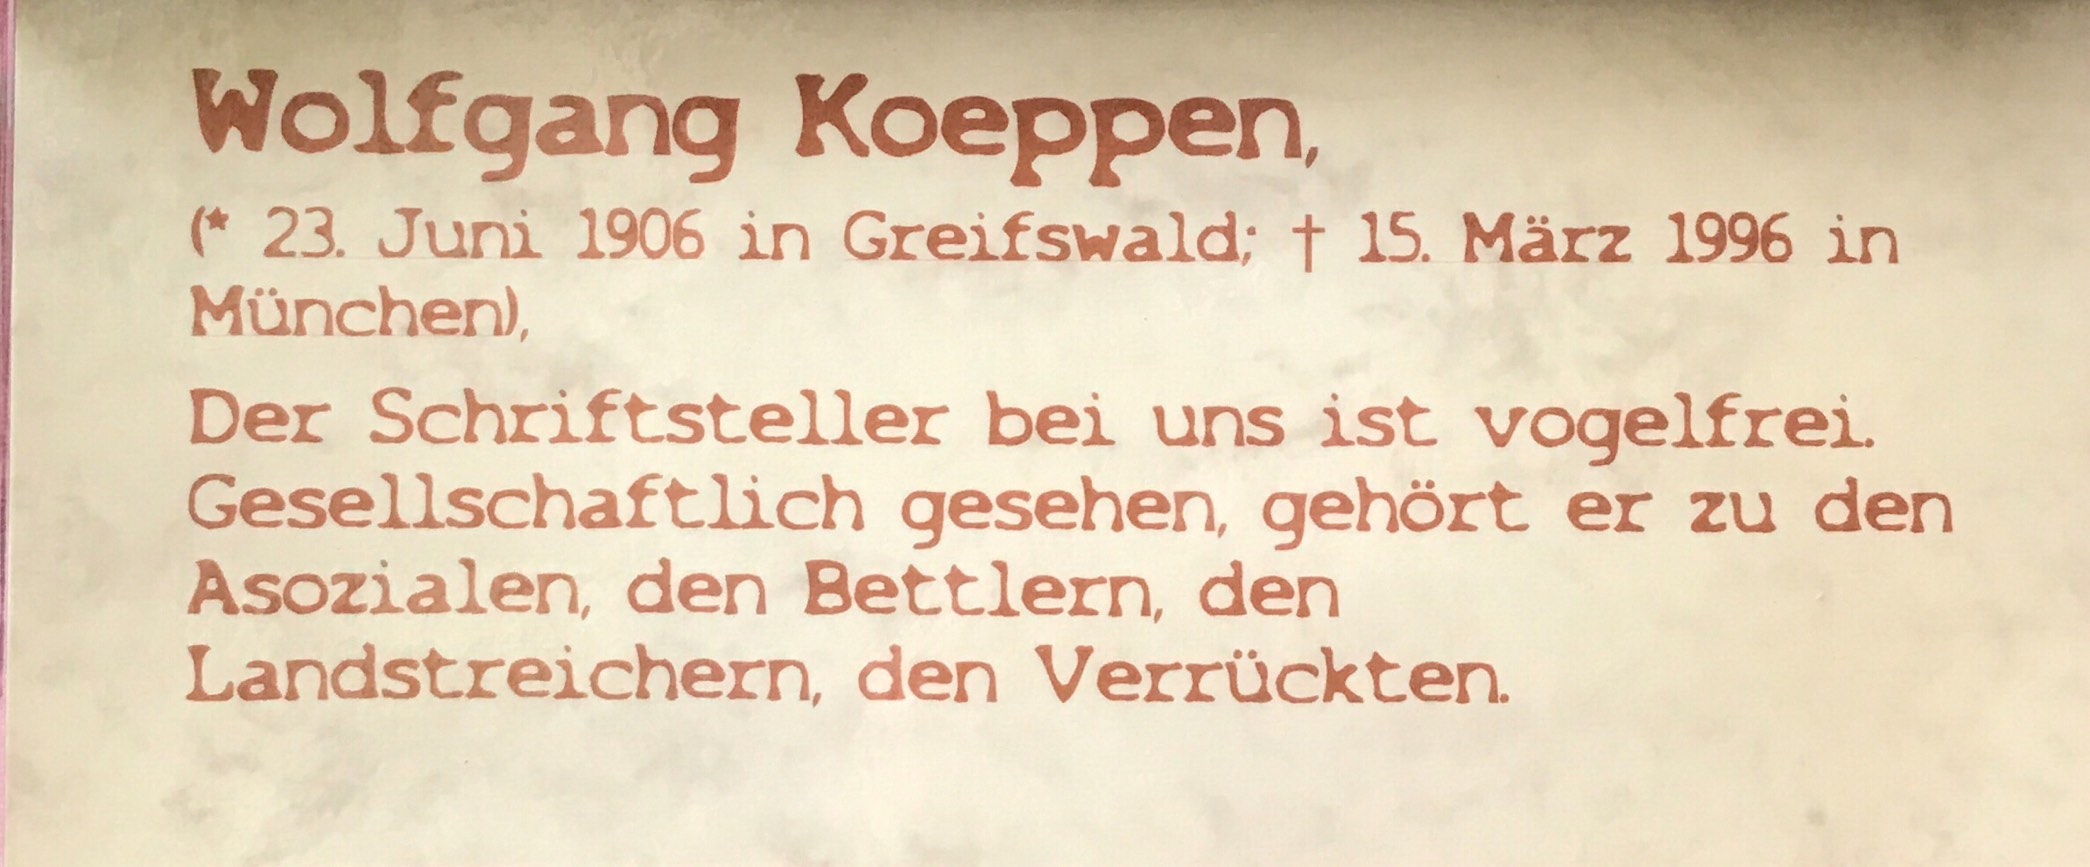 Wolfgang Koeppen,
(* 23. Juni 1906 in Greifswald; † 15. März 1996 in
München),
Der Schriftsteller bei uns ist vogelfrei.
Gesellschaftlich gesehen, gehört er zu den
Asozialen, den Bettlern, den
Landstreichern, den Verrückten.